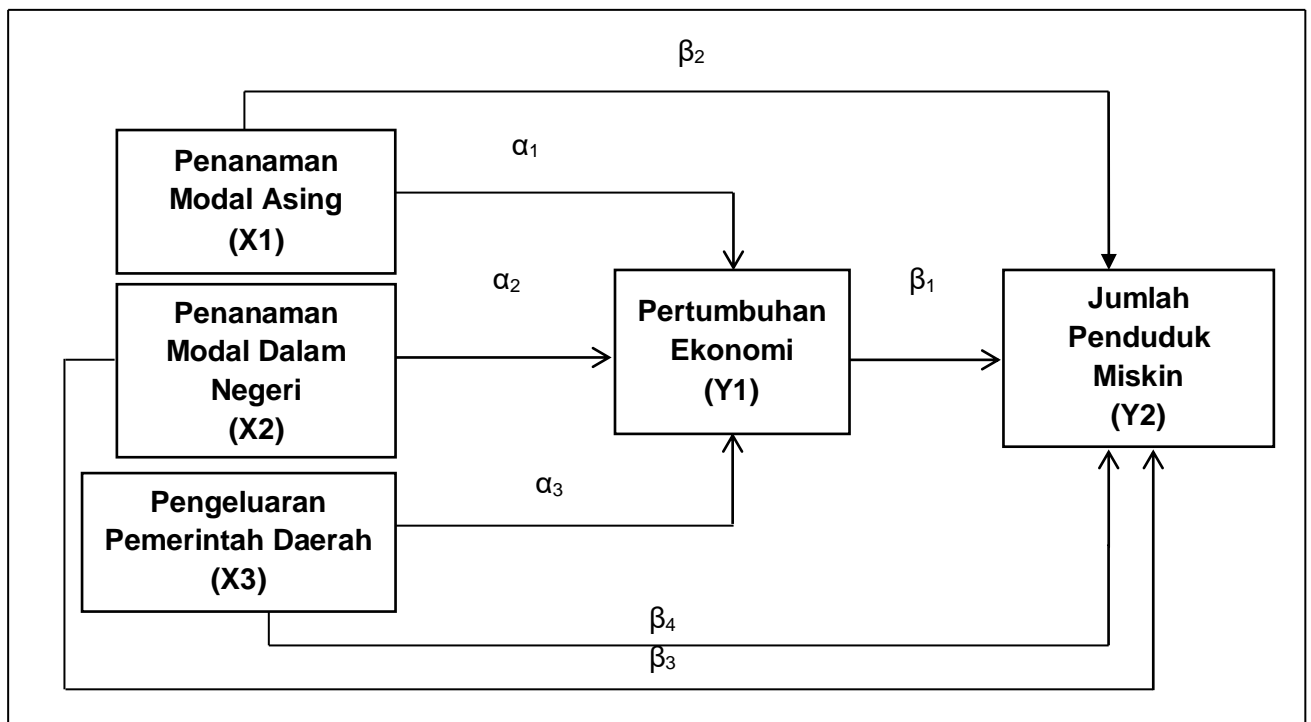 β₂
Penanaman
Modal Asing
(X1)
α₁
Penanaman
Modal Dalam
Negeri
(X2)
α₂
Pengeluaran
Pemerintah Daerah
(X3)
α₃
Pertumbuhan
Ekonomi
(Y1)
β₁
Jumlah
Penduduk
Miskin
(Y2)
β₄
β₃